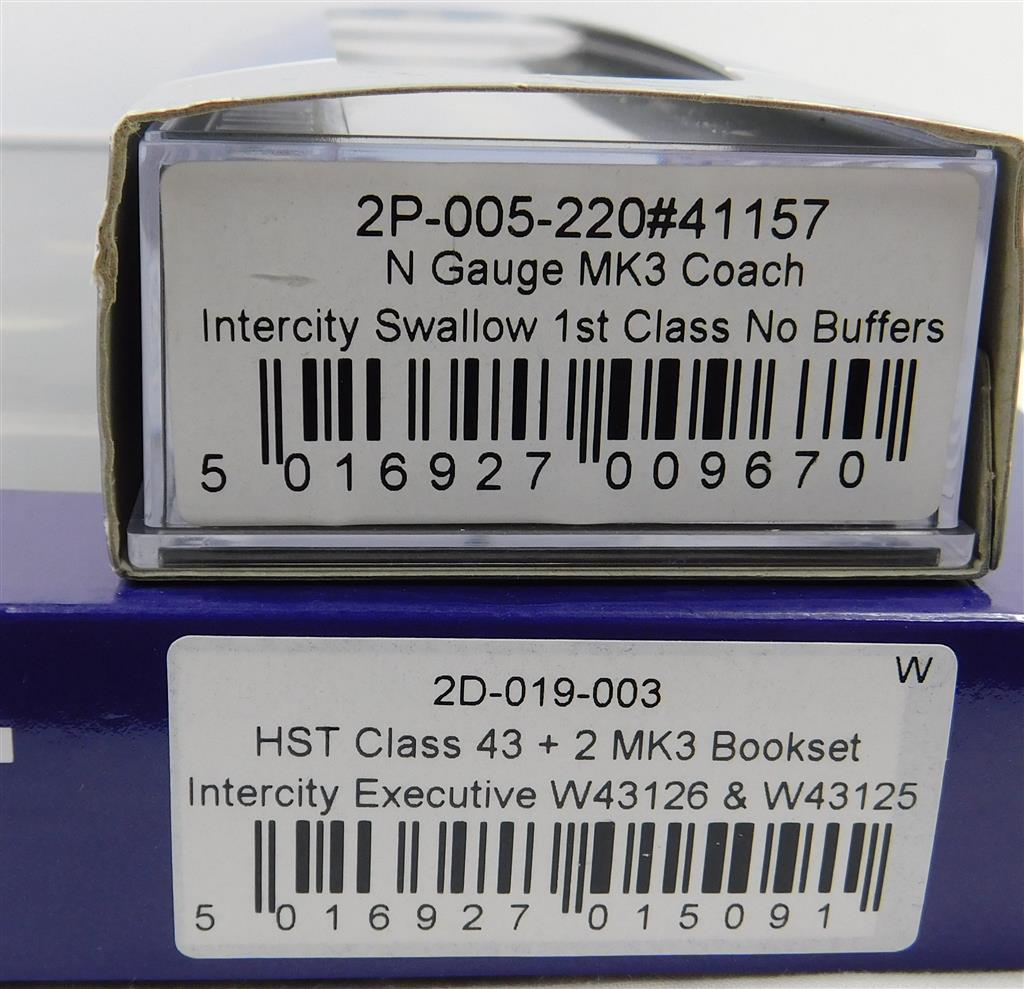 2P-005-220#41157
N Gauge MK3 Coach
Intercity Swallow 1st Class No Buffers
5 016927 009670
W
2D-019-003
HST Class 43 + 2 MK3 Bookset
Intercity Executive W43126 & W43125
5 016927 015091